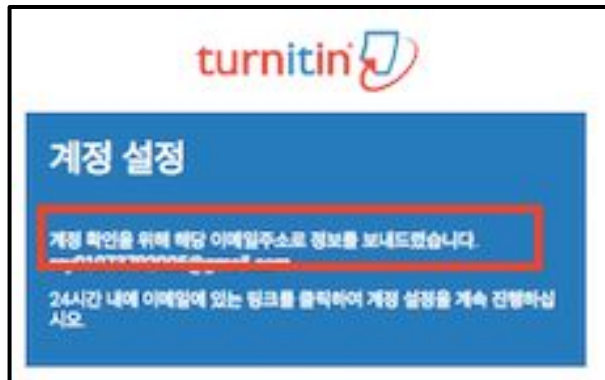 turnitin
계정 설정
계정 확인을 위해 해당 이메일주소로 정보를 보내드렸습니다.
24시간 내에 이메일에 있는 링크를 클릭하여 계정 설정을 계속 진행하십
시오.